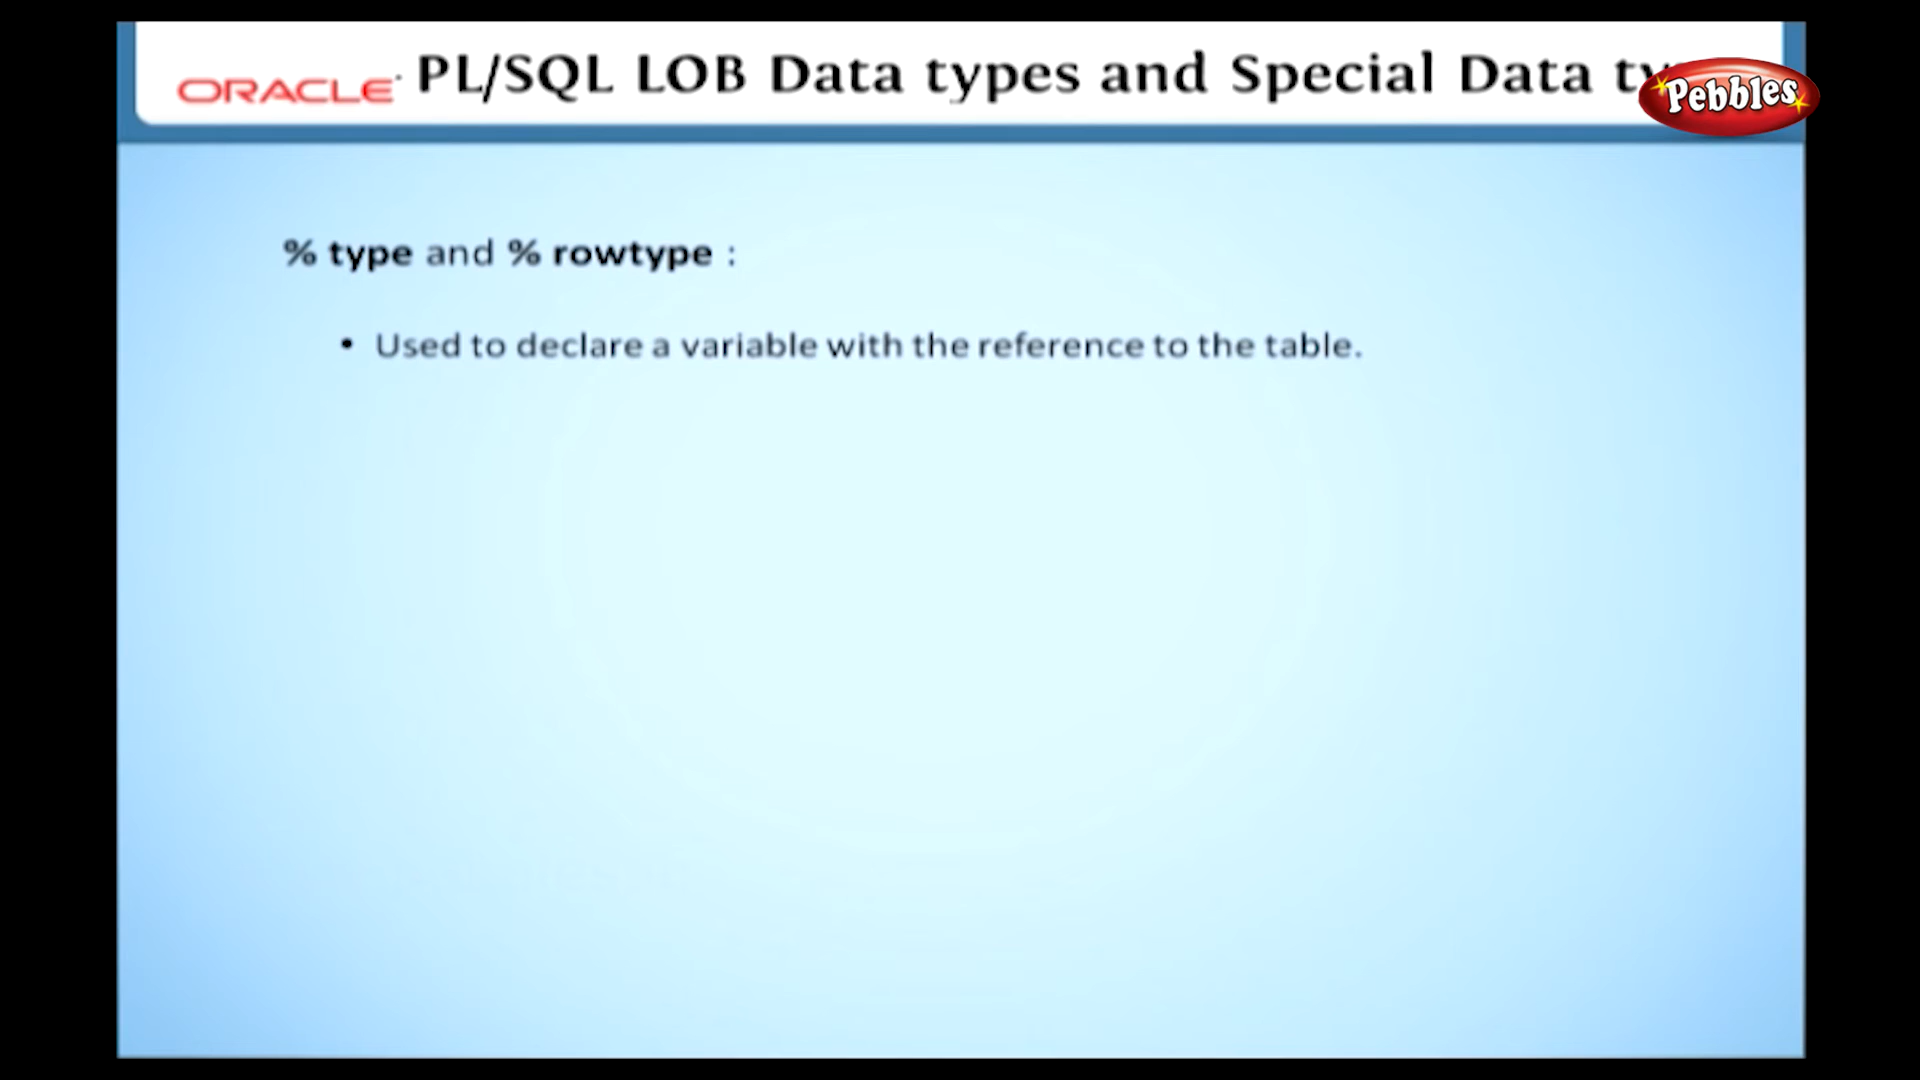 ORACLE PL/SQL LOB Data types and Special Data ty
Pebbles
% type and % rowtype :
• Used to declare a variable with the reference to the table.